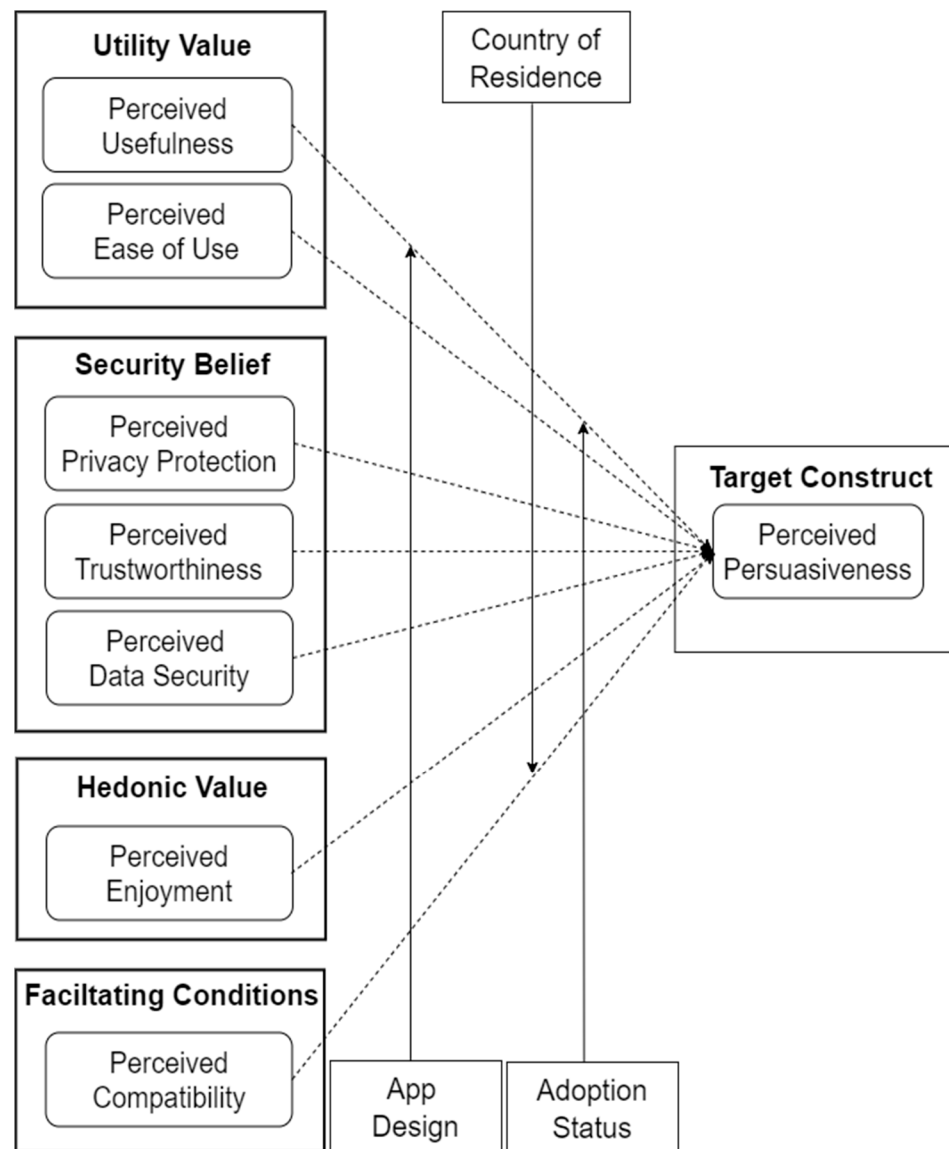 Utility Value
Perceived
Usefulness
Perceived
Ease of Use
Security Belief
Perceived
Privacy Protection
Perceived
Trustworthiness
Perceived
Data Security
Hedonic Value
Perceived
Enjoyment
Faciltating Conditions
Perceived
Compatibility
Country of
Residence
App
Design
Adoption
Status
Target Construct
Perceived
Persuasiveness